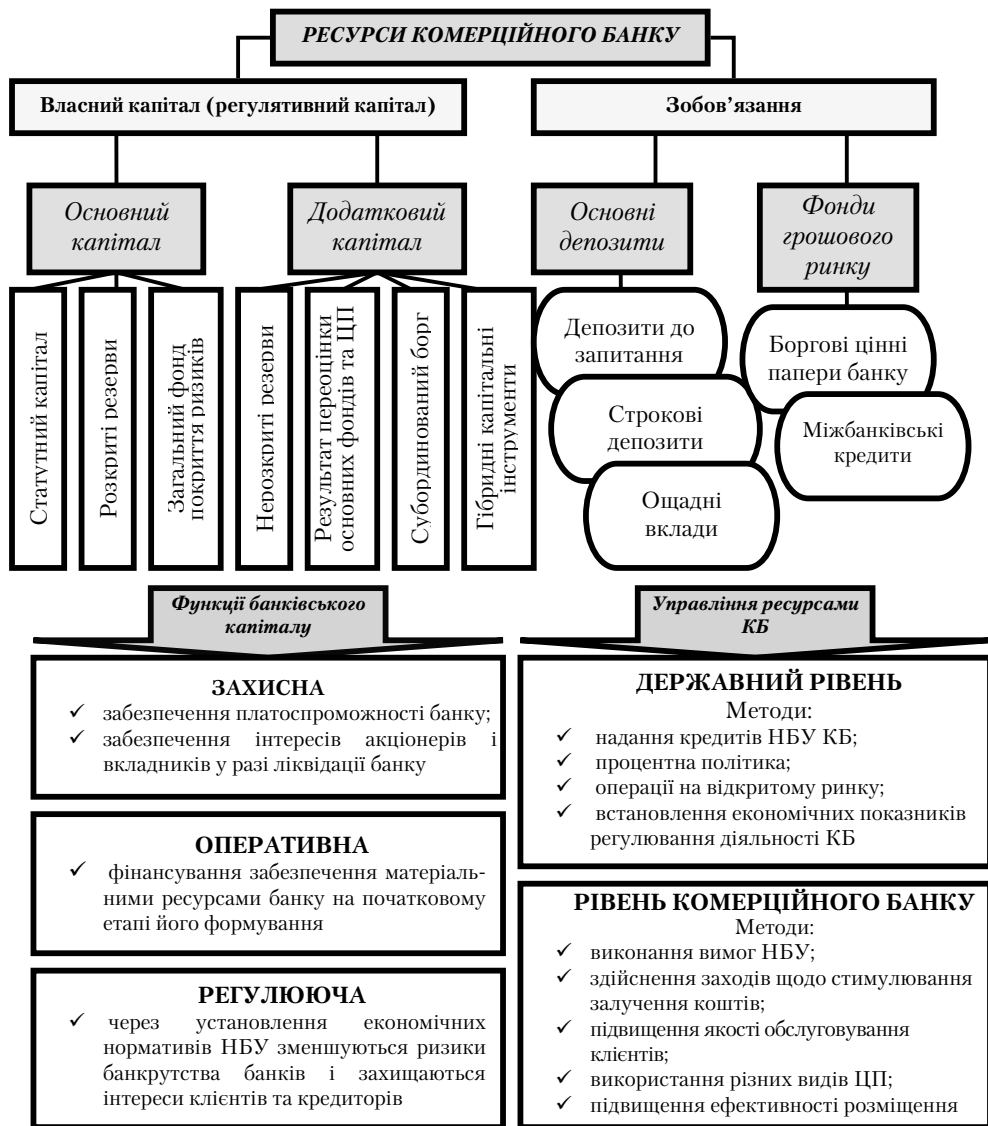 РЕСУРСИ КОМЕРЦІЙНОГО БАНКУ
Власний капітал (регулятивний капітал)
Зобов’язання
Основний
капітал
Додатковий
капітал
Основні
депозити
Фонди
грошового
ринку
Статутний капітал
Розкриті резерви
Загальний фонд
покриття ризиків
Нерозкриті резерви
Результат переоцінки
основних фондів та ЦП
Субординований борг
Гібридні капітальні
інструменти
Депозити до
запитання
Строкові
депозити
Ощадні
вклади
Боргові цінні
папери банку
Міжбанківські
кредити
Функції банківського
капіталу
ЗАХИСНА
✓ забезпечення платоспроможності банку;
✓ забезпечення інтересів акціонерів і
вкладників у разі ліквідації банку
ОПЕРАТИВНА
✓ фінансування забезпечення матеріаль-
ними ресурсами банку на початковому
етапі його формування
РЕГУЛЮЮЧА
✓ через установлення економічних
нормативів НБУ зменшуються ризики
банкрутства банків і захищаються
інтереси клієнтів та кредиторів
Управління ресурсами
КБ
ДЕРЖАВНИЙ РІВЕНЬ
Методи:
✓ надання кредитів НБУ КБ;
✓ процентна політика;
✓ операції на відкритому ринку;
✓ встановлення економічних показників
регулювання діяльності КБ
РІВЕНЬ КОМЕРЦІЙНОГО БАНКУ
Методи:
✓ виконання вимог НБУ;
✓ здійснення заходів щодо стимулювання
залучення коштів;
✓ підвищення якості обслуговування
клієнтів;
✓ використання різних видів ЦП;
✓ підвищення ефективності розміщення